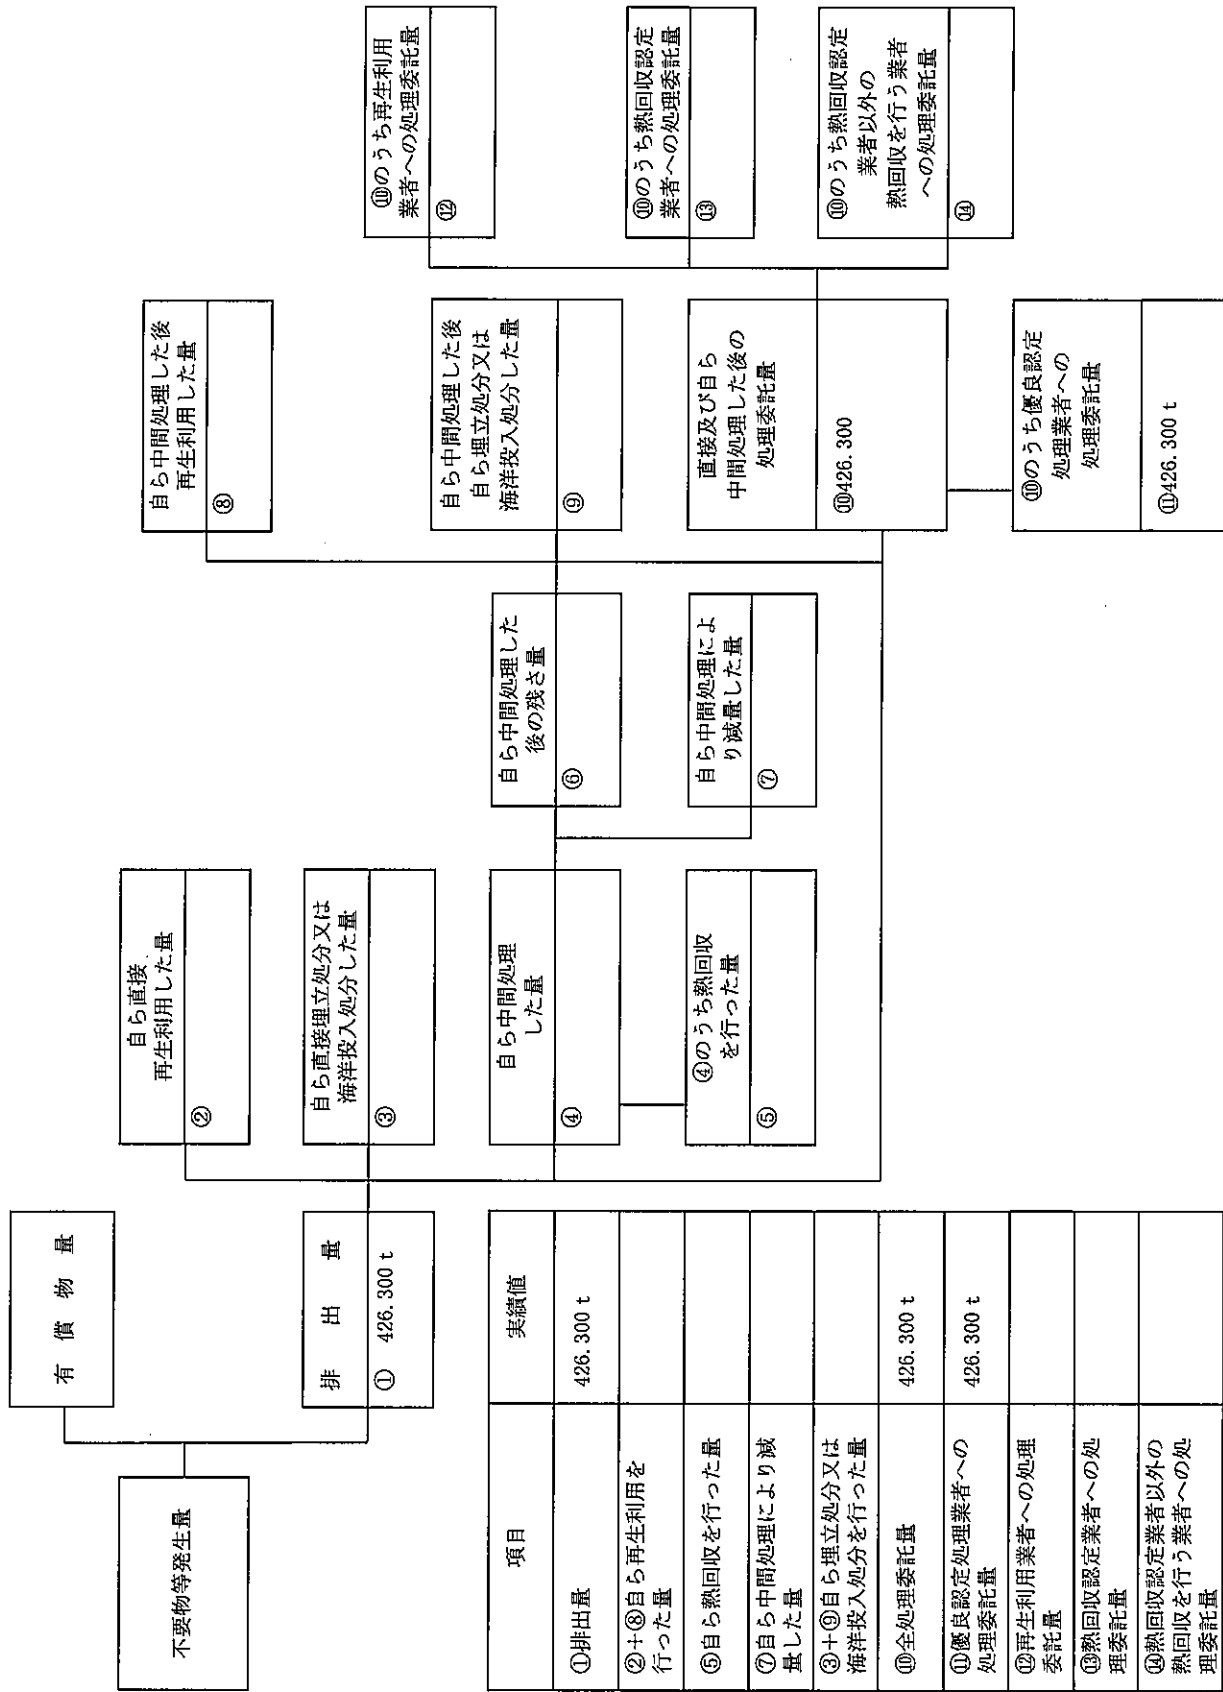 不要物等発生量
有償物量
排出量
① 426.300 t
自ら直接
再生利用した量
②
自ら直接埋立処分又は
海洋投入処分した量
③
自ら中間処理
した量
④
④のうち熱回収
を行った量
⑤
自ら中間処理した
後の残さ量
⑥
自ら中間処理によ
り減量した量
⑦
自ら中間処理した後
再生利用した量
⑧
自ら中間処理した後
自ら埋立処分又は
海洋投入処分した量
⑨
直接及び自ら
中間処理した後の
処理委託量
⑩426.300
⑩のうち優良認定
処理業者への
処理委託量
⑪426.300 t
⑩のうち再生利用
業者への処理委託量
⑫
⑩のうち熱回収認定
業者への処理委託量
⑬
⑩のうち熱回収認定
業者以外の
熱回収を行う業者
への処理委託量
⑭
項目 実績値
①排出量 426.300 t
②+⑧自ら再生利用を
行った量
⑤自ら熱回収を行った量
⑦自ら中間処理により減
量した量
③+⑨自ら埋立処分又は
海洋投入処分を行った量
⑩全処理委託量 426.300 t
⑪優良認定処理業者への
処理委託量 426.300 t
⑫再生利用業者への処理
委託量
⑬熱回収認定業者への処
理委託量
⑭熱回収認定業者以外の
熱回収を行う業者への処
理委託量